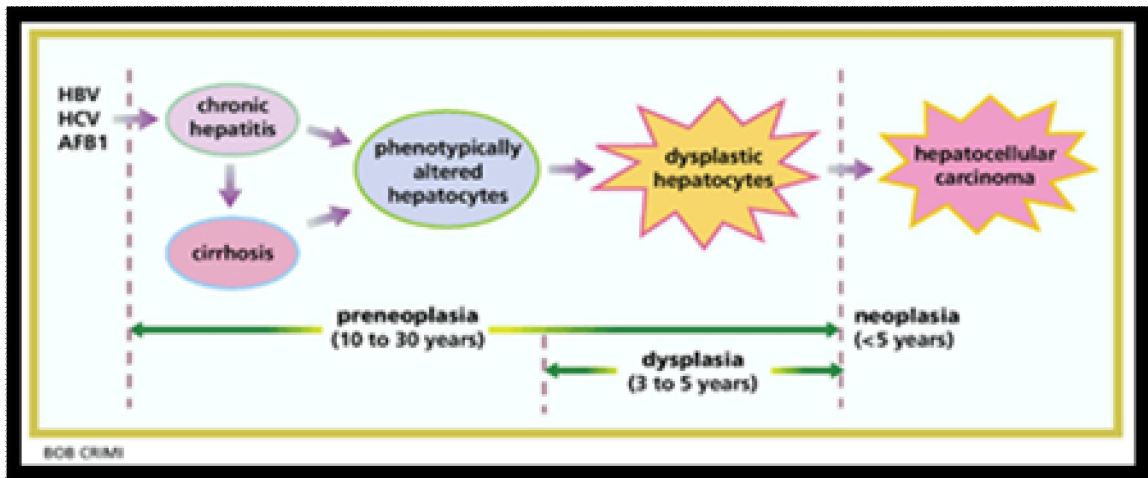 HBV
HCV
AFB1
chronic
hepatitis
cirrhosis
phenotypically
altered
hepatocytes
dysplastic
hepatocytes
hepatocellular
carcinoma
preneoplasia
(10 to 30 years)
neoplasia
(<5 years)
dysplasia
(3 to 5 years)
BOB CRIMI